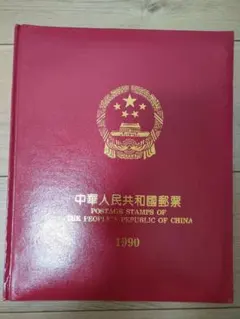 中華人民共和國郵票
POSTAGE STAMPS OF
THE PEOPLE'S REPUBLIC OF CHINA
1990